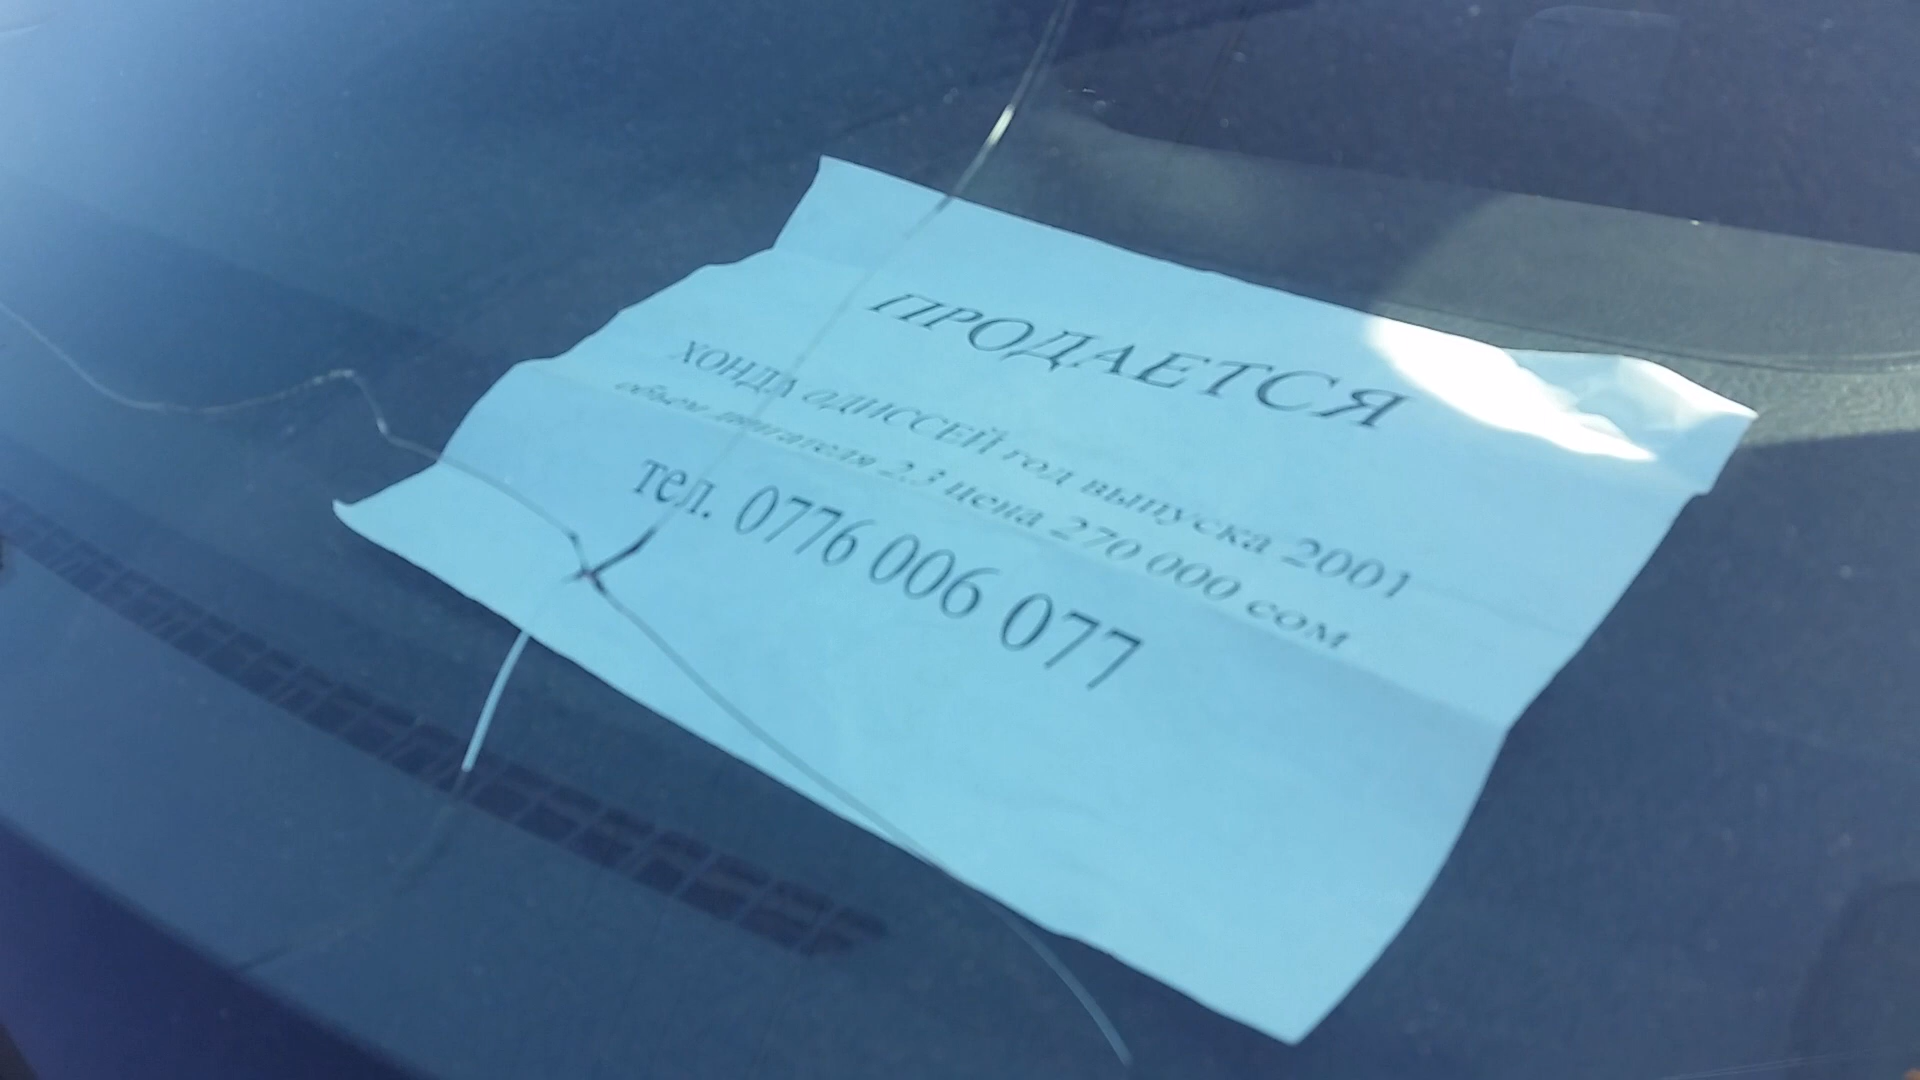 ПРОДАЕТСЯ
ХОНДА ОДИССЕЙ год выпуска 2001
объем двигателя 2.3 цена 270 000 сом
тел. 0776 006 077